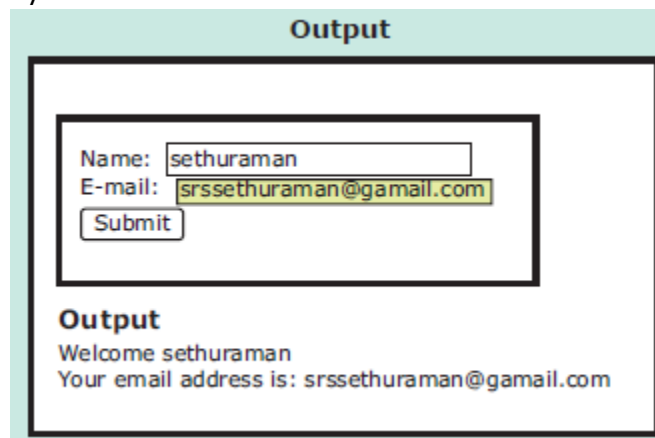 Output
Name: sethuraman
E-mail: srssethuraman@gamail.com
Submit
Output
Welcome sethuraman
Your email address is: srssethuraman@gamail.com